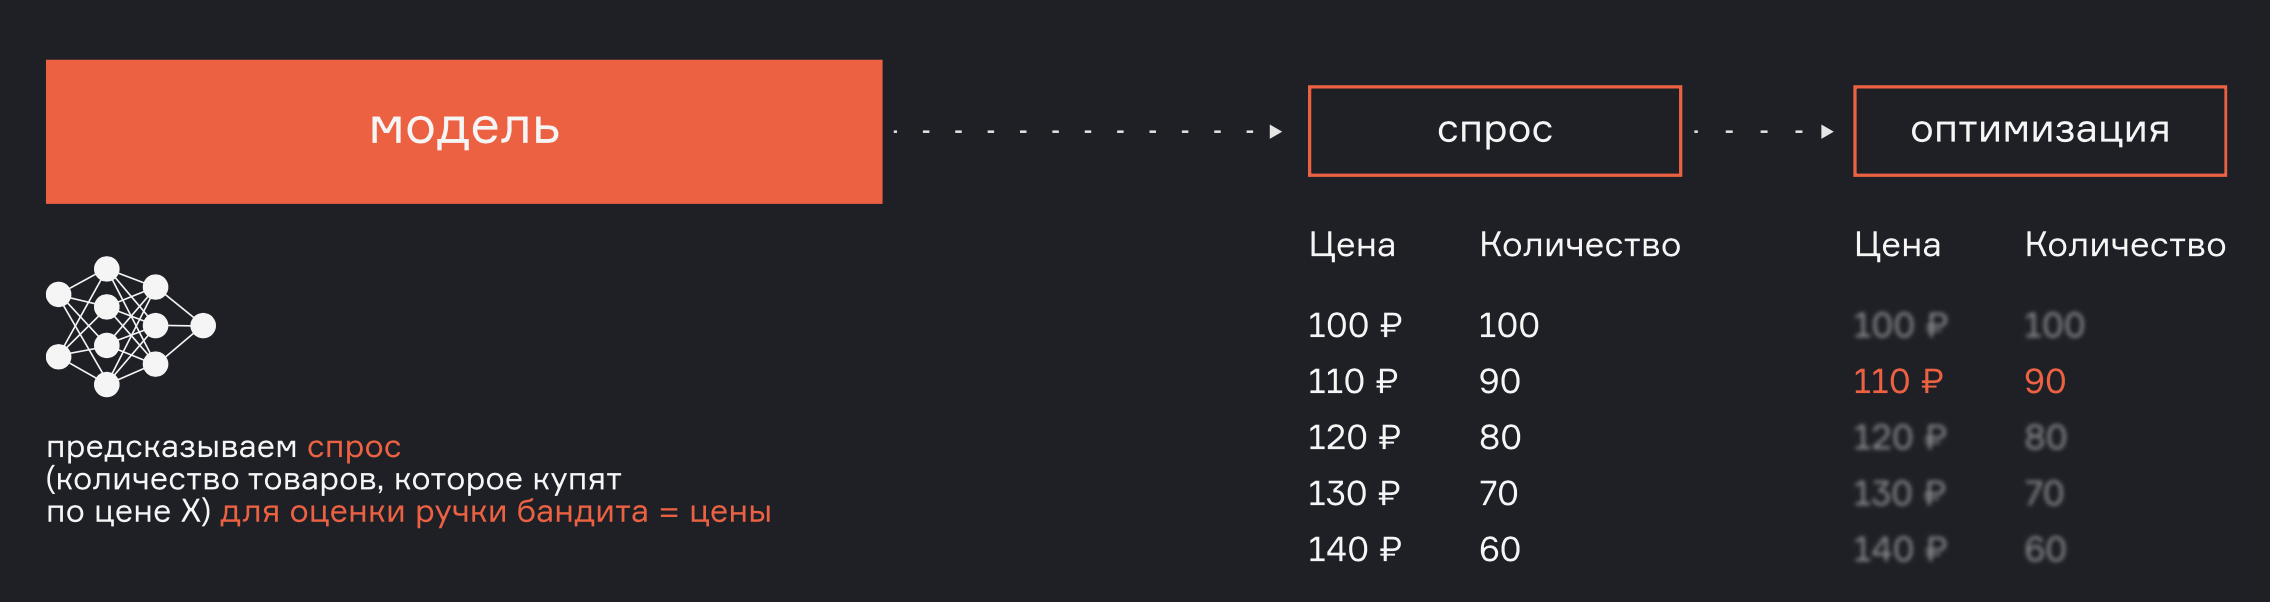 модель
спрос
оптимизация
предсказываем спрос
(количество товаров, которое купят
по цене X) для оценки ручки бандита = цены
Цена Количество
100 ₽ 100
110 ₽ 90
120 ₽ 80
130 ₽ 70
140 ₽ 60
Цена Количество
100 ₽ 100
110 ₽ 90
120 ₽ 80
130 ₽ 70
140 ₽ 60